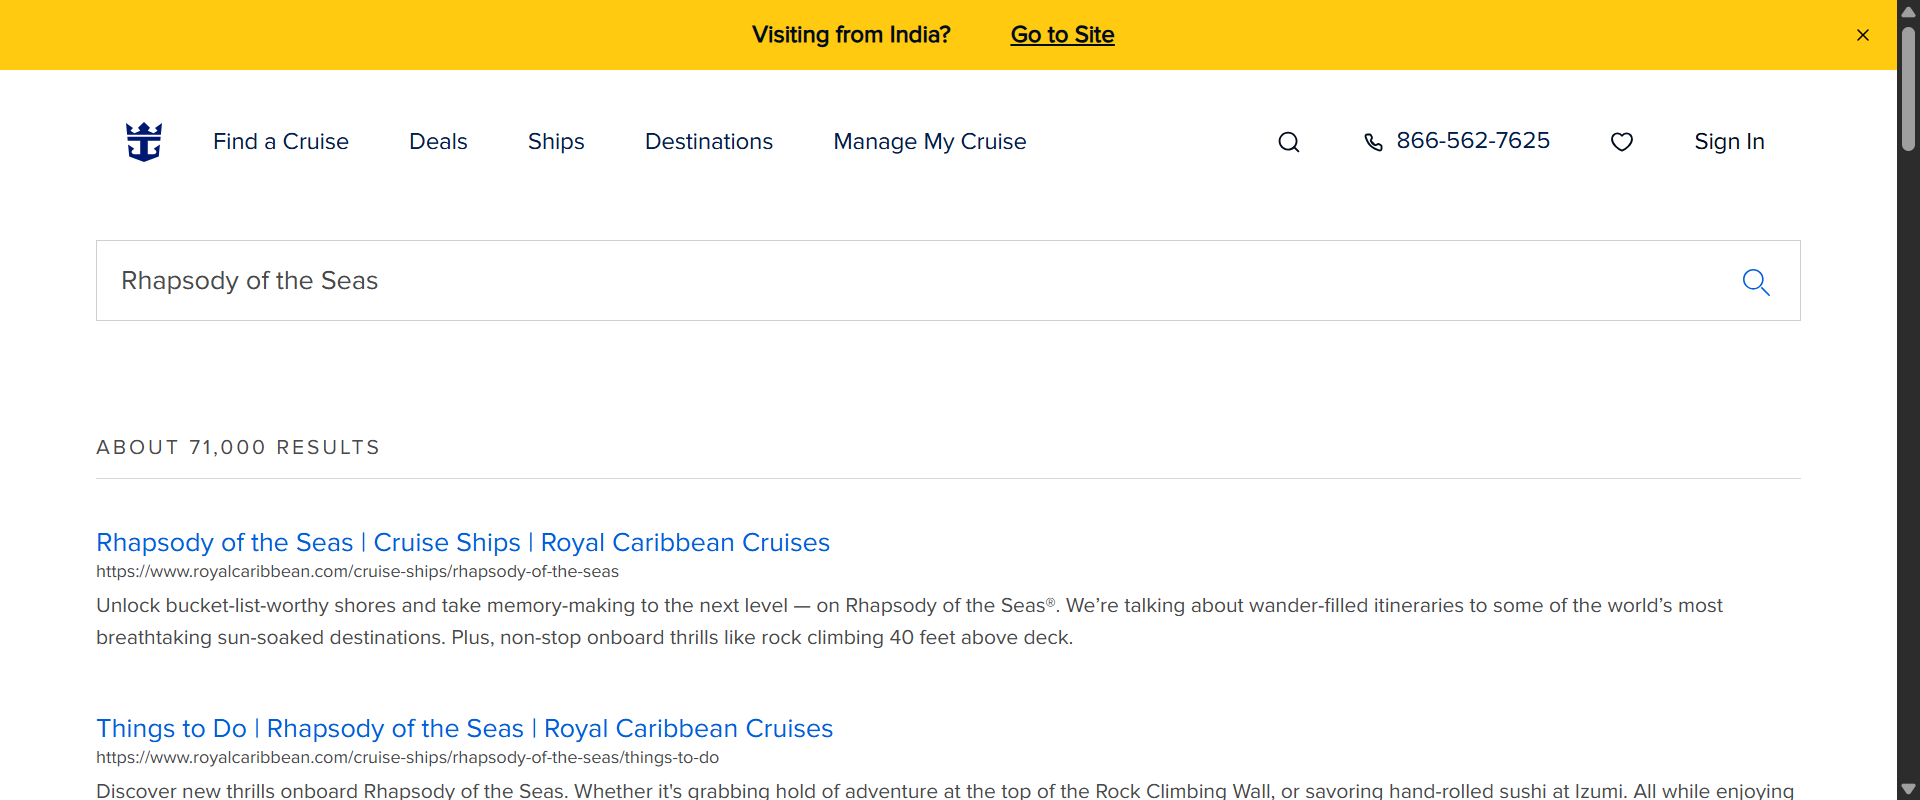 Visiting from India? Go to Site
Find a Cruise Deals Ships Destinations Manage My Cruise 866-562-7625 Sign In
Rhapsody of the Seas
ABOUT 71,000 RESULTS
Rhapsody of the Seas | Cruise Ships | Royal Caribbean Cruises
https://www.royalcaribbean.com/cruise-ships/rhapsody-of-the-seas
Unlock bucket-list-worthy shores and take memory-making to the next level — on Rhapsody of the Seas®. We’re talking about wander-filled itineraries to some of the world’s most
breathtaking sun-soaked destinations. Plus, non-stop onboard thrills like rock climbing 40 feet above deck.
Things to Do | Rhapsody of the Seas | Royal Caribbean Cruises
https://www.royalcaribbean.com/cruise-ships/rhapsody-of-the-seas/things-to-do
Discover new thrills onboard Rhapsody of the Seas. Whether it's grabbing hold of adventure at the top of the Rock Climbing Wall, or savoring hand-rolled sushi at Izumi. All while enjoying